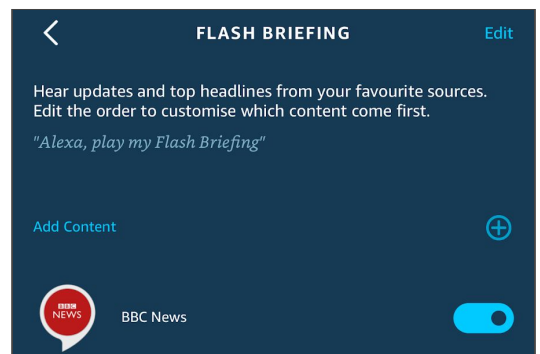 FLASH BRIEFING
Edit
Hear updates and top headlines from your favourite sources.
Edit the order to customise which content come first.
"Alexa, play my Flash Briefing"
Add Content
BBC
NEWS
BBC News